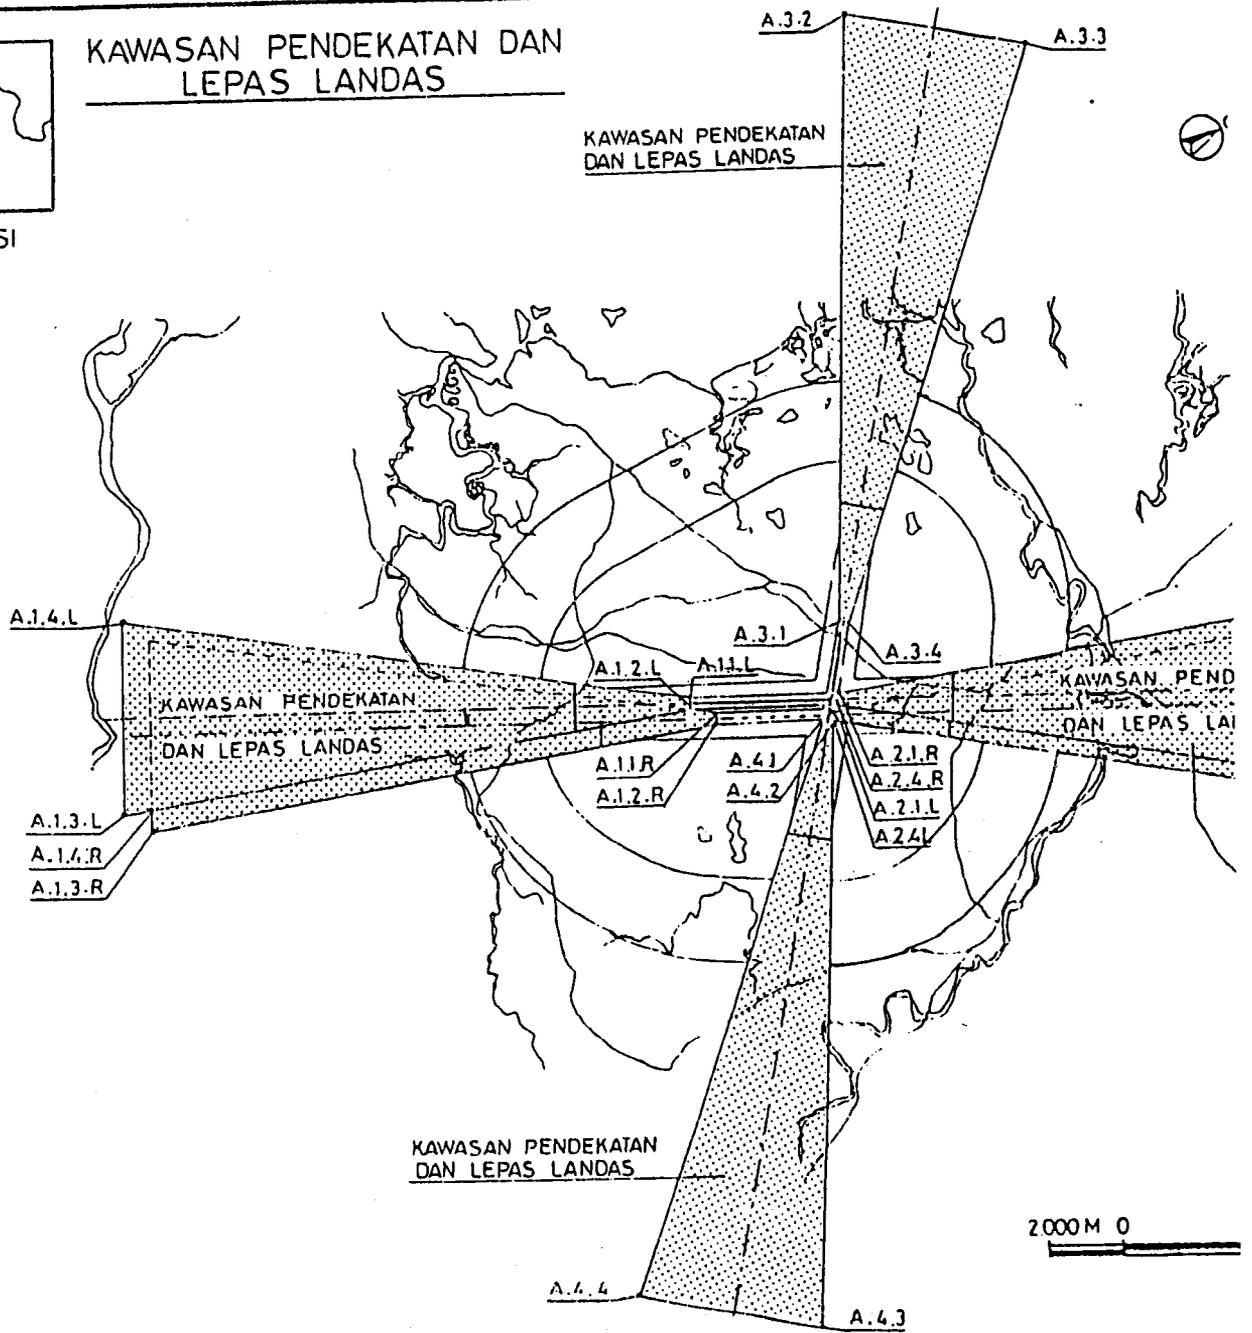 KAWASAN PENDEKATAN DAN
LEPAS LANDAS
SI
A.3.2
A.3.3
KAWASAN PENDEKATAN
DAN LEPAS LANDAS
A.1.4.L
A.3.1
A.3.4
A.1.2.L
A.1.1.L
KAWASAN PENDEKATAN
DAN LEPAS LANDAS
KAWASAN PEND
DAN LEPAS LA
A.1.1.R
A.1.2.R
A.4.1
A.4.2
A.2.1.R
A.2.4.R
A.2.1.L
A.2.4L
A.1.3.L
A.1.4.R
A.1.3.R
KAWASAN PENDEKATAN
DAN LEPAS LANDAS
2.000 M 0
A.4.4
A.4.3